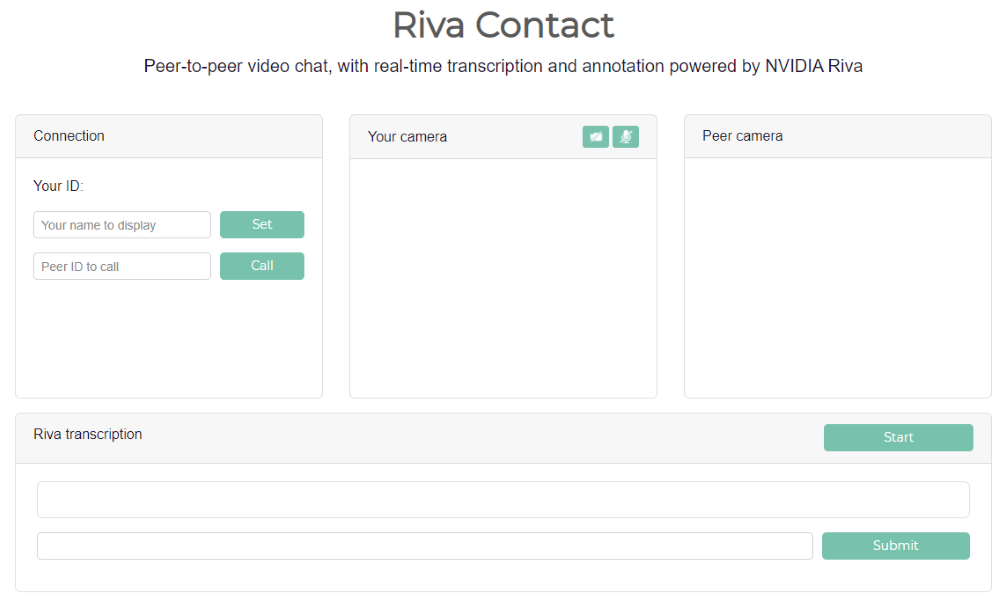 Riva Contact
Peer-to-peer video chat, with real-time transcription and annotation powered by NVIDIA Riva
Connection
Your ID:
Your name to display
Set
Peer ID to call
Call
Your camera
Peer camera
Riva transcription
Start
Submit